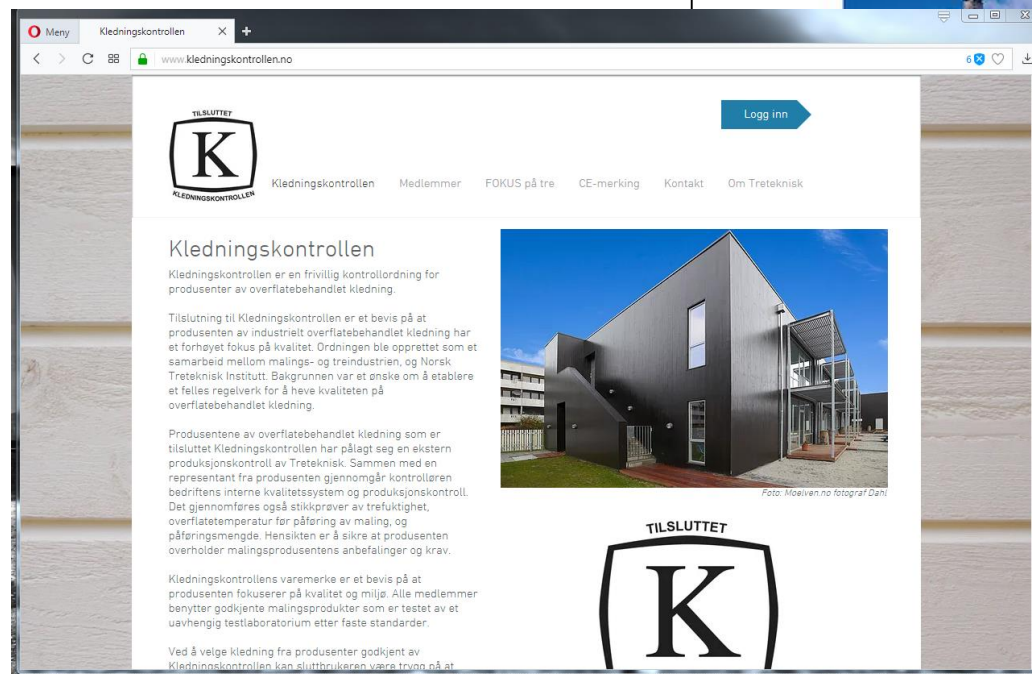 Meny
Kledningskontrollen
www.kledningskontrollen.no
6
TILSLUTTET
K
KLEDNINGSKONTROLLEN
Logg inn
Kledningskontrollen Medlemmer FOKUS på tre CE-merking Kontakt Om Treteknisk
Kledningskontrollen
Kledningskontrollen er en frivillig kontrollordning for
produsenter av overflatebehandlet kledning.
Tilslutning til Kledningskontrollen er et bevis på at
produsenten av industrielt overflatebehandlet kledning har
et forhøyet fokus på kvalitet. Ordningen ble opprettet som et
samarbeid mellom malings- og treindustrien, og Norsk
Treteknisk Institutt. Bakgrunnen var et ønske om å etablere
et felles regelverk for å heve kvaliteten på
overflatebehandlet kledning.
Produsentene av overflatebehandlet kledning som er
tilsluttet Kledningskontrollen har pålagt seg en ekstern
produksjonskontroll av Treteknisk. Sammen med en
representant fra produsenten gjennomgår kontrolløren
bedriftens interne kvalitetssystem og produksjonskontroll.
Det gjennomføres også stikkprøver av trefuktighet,
overflatetemperatur før påføring av maling, og
påføringsmengde. Hensikten er å sikre at produsenten
overholder malingsprodusentens anbefalinger og krav.
Kledningskontrollens varemerke er et bevis på at
produsenten fokuserer på kvalitet og miljø. Alle medlemmer
benytter godkjente malingsprodukter som er testet av et
uavhengig testlaboratorium etter faste standarder.
Ved å velge kledning fra produsenter godkjent av
Kledningskontrollen kan sluttbrukeren være trygg på at
Foto: Moelven.no fotograf Dahl
TILSLUTTET
K